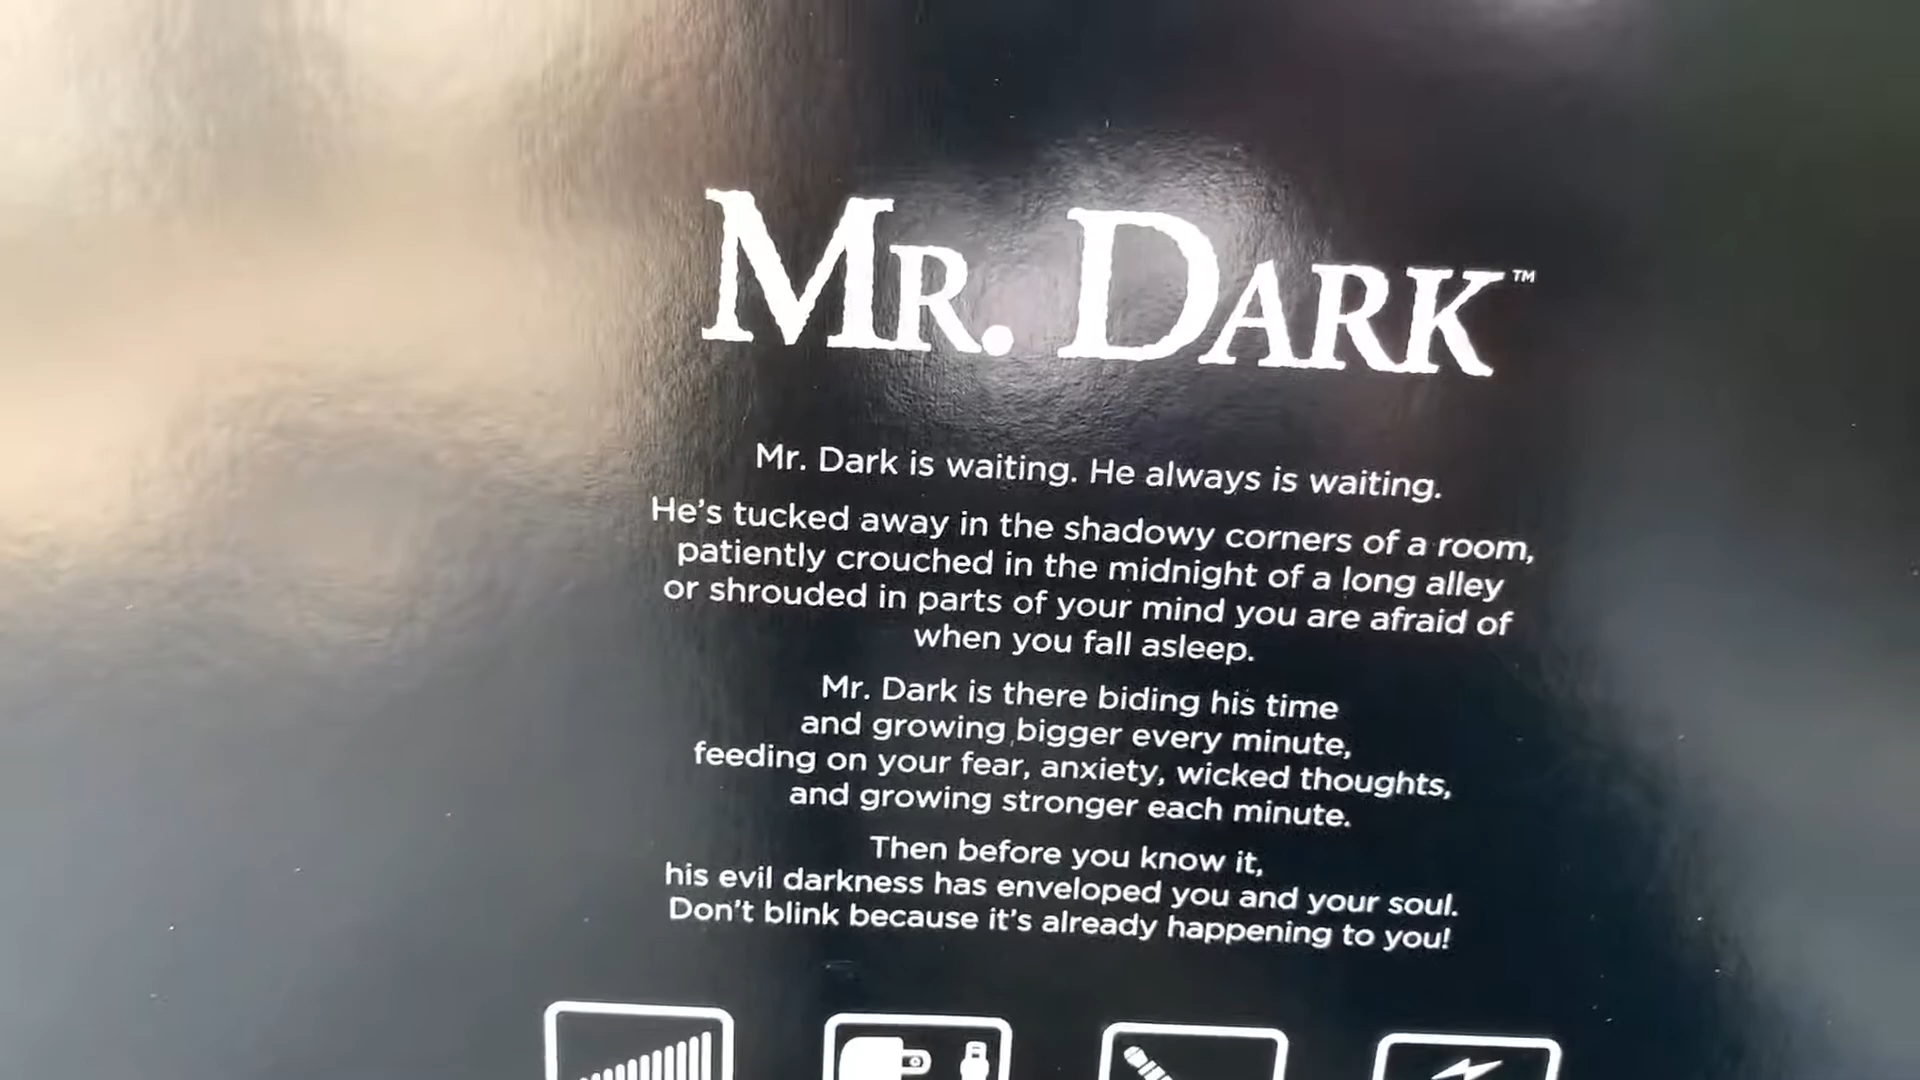 MR. DARK™
Mr. Dark is waiting. He always is waiting.
He's tucked away in the shadowy corners of a room,
patiently crouched in the midnight of a long alley
or shrouded in parts of your mind you are afraid of
when you fall asleep.
Mr. Dark is there biding his time
and growing bigger every minute,
feeding on your fear, anxiety, wicked thoughts,
and growing stronger each minute.
Then before you know it,
his evil darkness has enveloped you and your soul.
Don't blink because it's already happening to you!